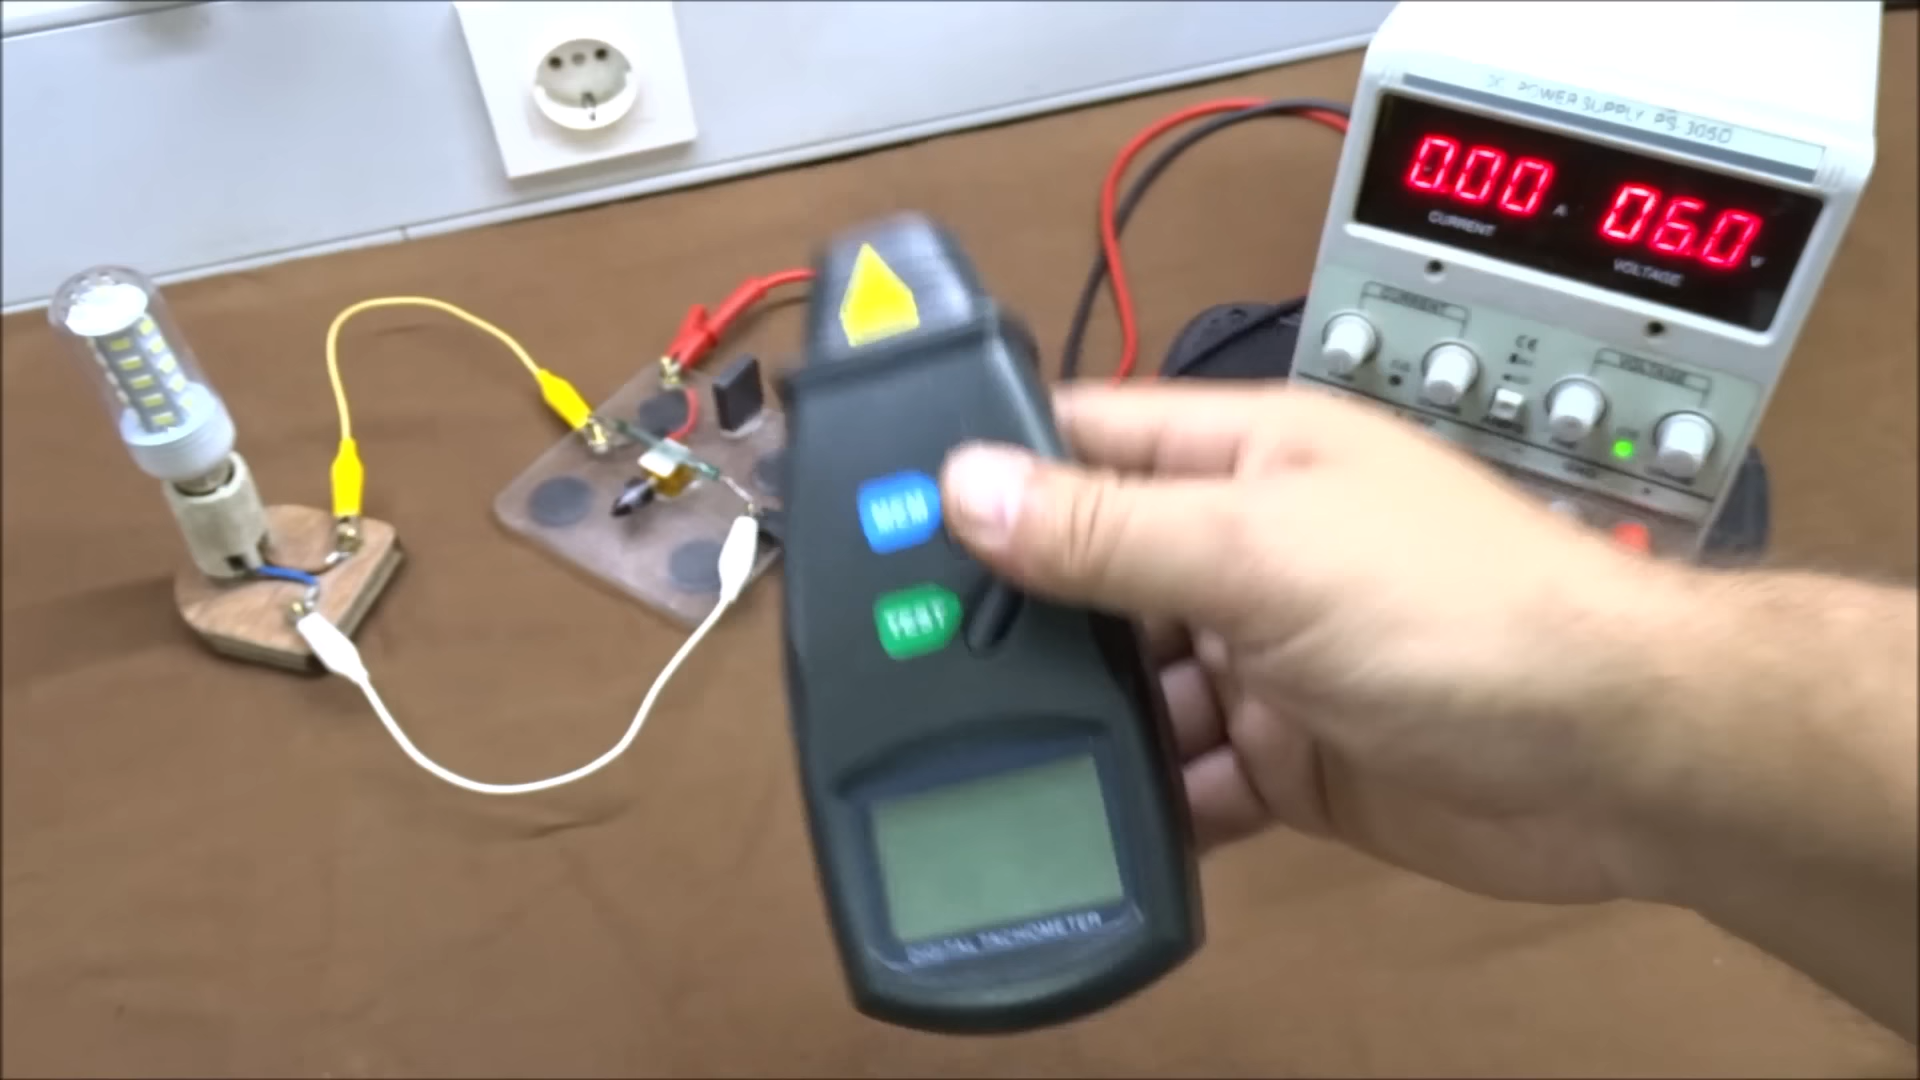 DC POWER SUPPLY PS 3050
0.00 A 06.0 V
CURRENT VOLTAGE
CURRENT
CE
VOLTAGE
MEM
TEST
DIGITAL TACHOMETER